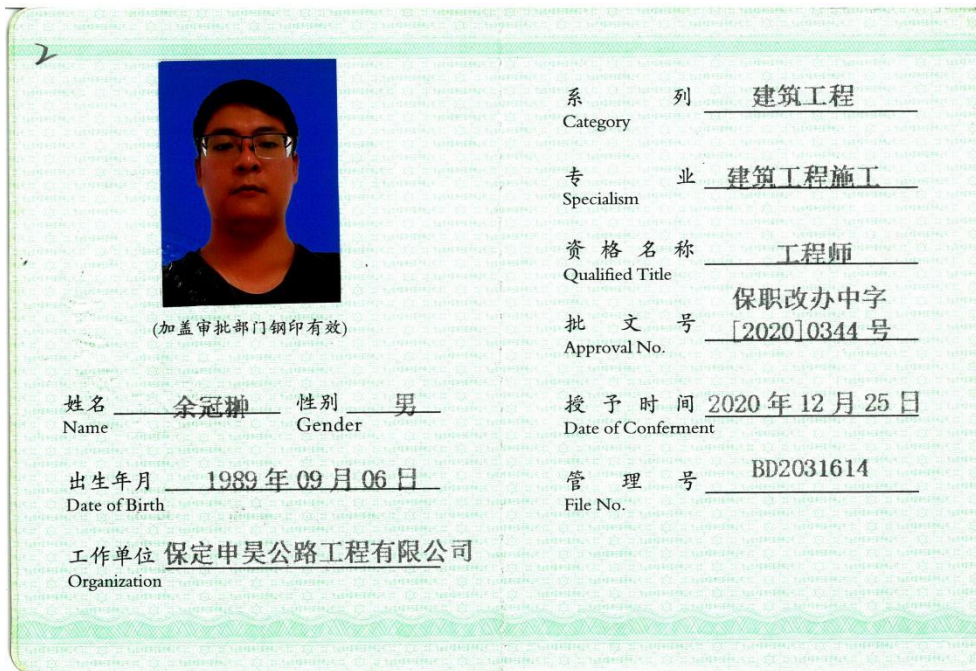 2
(加盖审批部门钢印有效)
姓名 余冠翀 性别 男
Name Gender
出生年月 1989 年 09 月 06 日
Date of Birth
工作单位 保定申昊公路工程有限公司
Organization
系列 建筑工程
Category
专业 建筑工程施工
Specialism
资格名称 工程师
Qualified Title
保职改办中字
批文号 [2020]0344 号
Approval No.
授予时间 2020 年 12 月 25 日
Date of Conferment
管理号 BD2031614
File No.